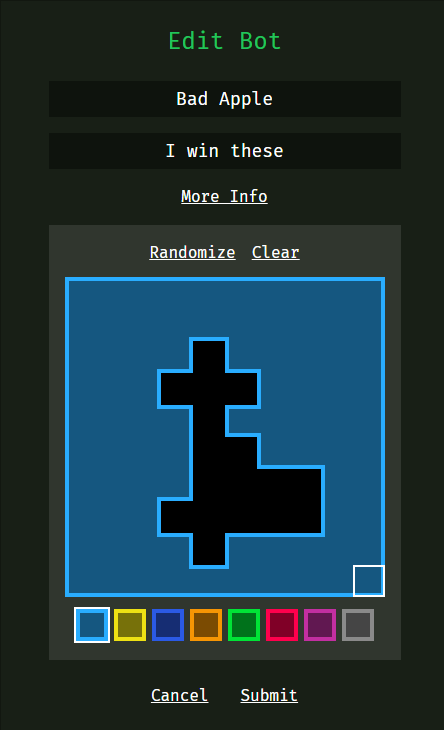 Edit Bot
Bad Apple
I win these
More Info
Randomize Clear
Cancel Submit